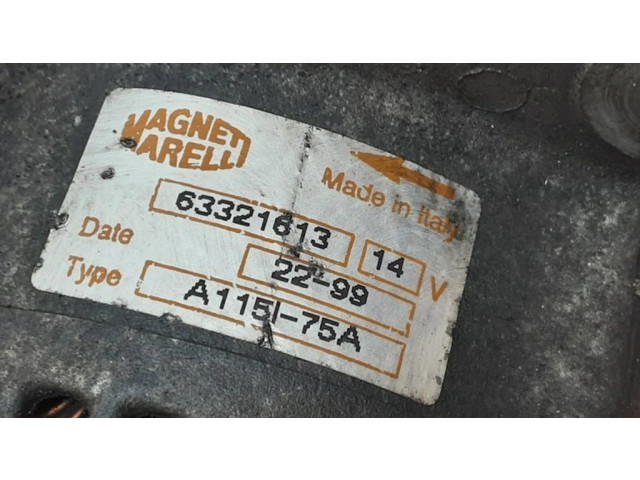 MAGNETI
MARELLI
Made in Italy
63321613
14 V
Date 22-99
Type A115I-75A